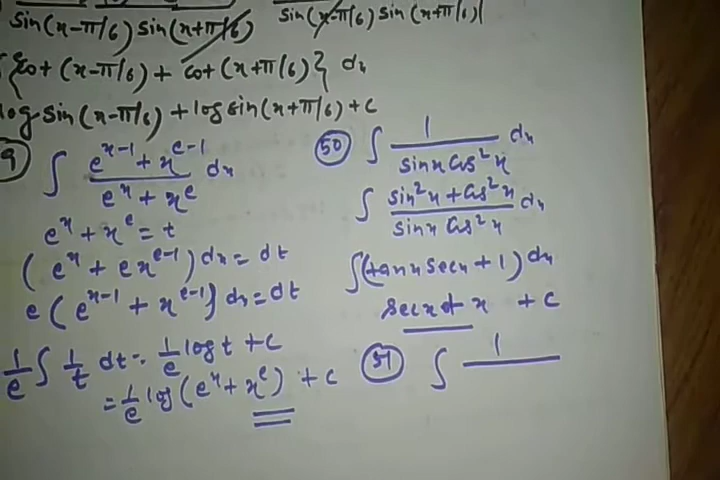 sin(x-π/6) sin(x+π/6) sin(x-π/6) sin(x+π/6)
{cot (x-π/6) + cot (x+π/6)} dx
log sin(x-π/6) + log sin(x+π/6) + c
9) ∫ (e^(x-1) + x^(e-1))/(e^x + x^e) dx
e^x + x^e = t
(e^x + ex^(e-1)) dx = dt
e(e^(x-1) + x^(e-1)) dx = dt
1/e ∫ 1/t dt = 1/e log t + c
= 1/e log(e^x + x^e) + c
50) ∫ 1/(sinx cos²x) dx
∫ (sin²x + cos²x)/(sinx cos²x) dx
∫(tanx secx + 1) dx
secx + x + c
51) ∫ 1